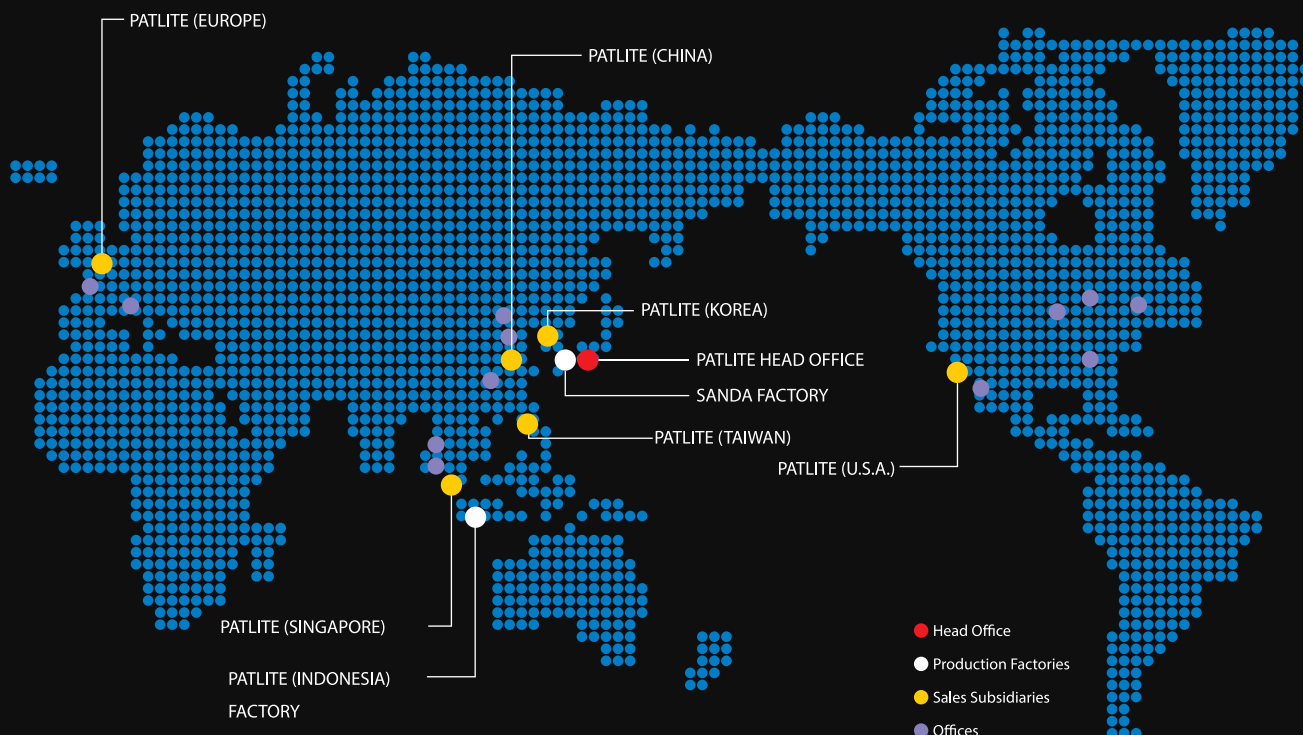 PATLITE (EUROPE)
PATLITE (CHINA)
PATLITE (KOREA)
PATLITE HEAD OFFICE
SANDA FACTORY
PATLITE (TAIWAN)
PATLITE (U.S.A.)
PATLITE (SINGAPORE)
PATLITE (INDONESIA)
FACTORY
Head Office
Production Factories
Sales Subsidiaries
Offices